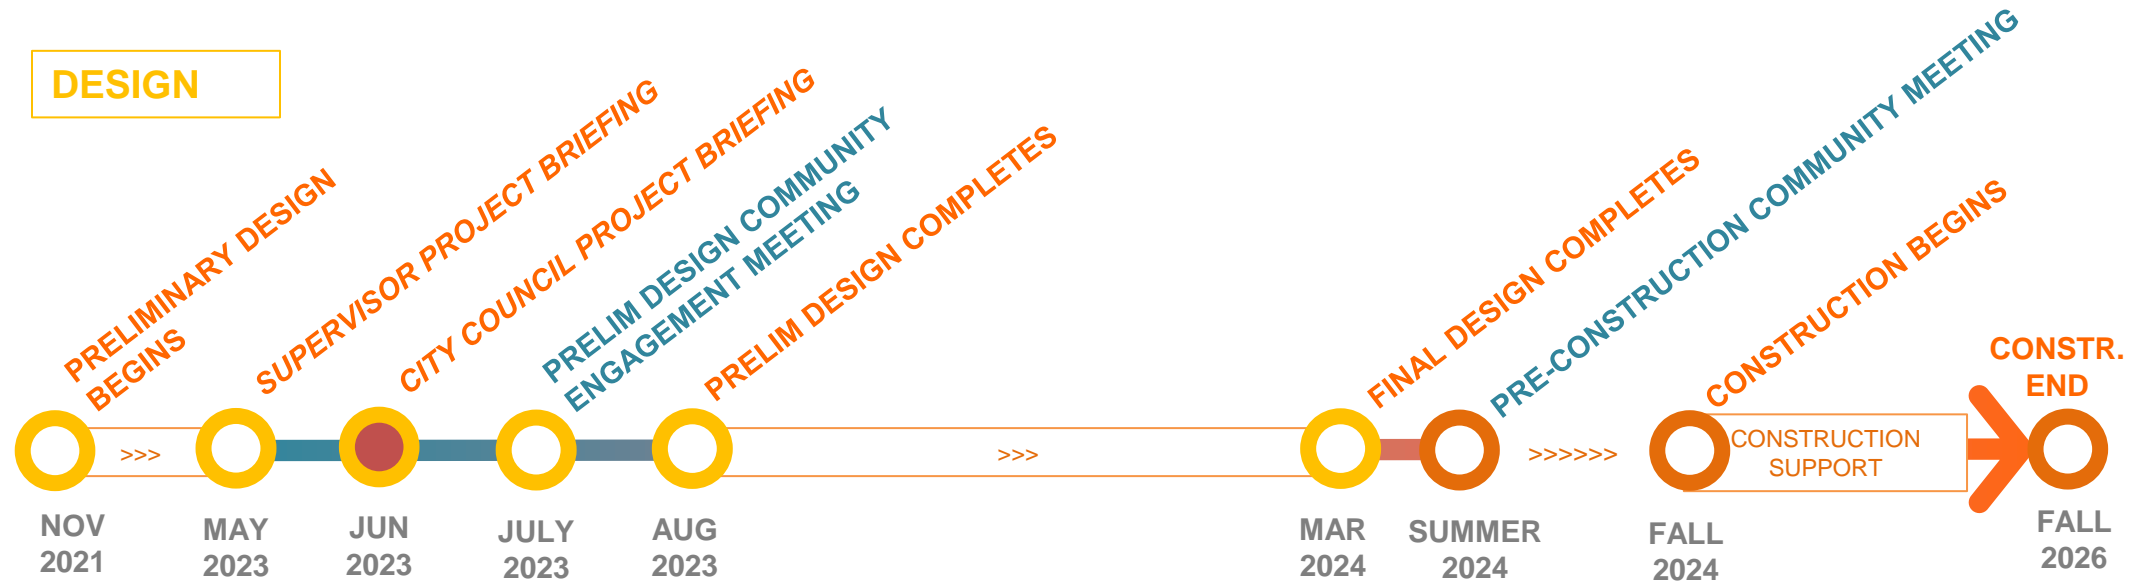 DESIGN
PRELIMINARY DESIGN
BEGINS
SUPERVISOR PROJECT BRIEFING
CITY COUNCIL PROJECT BRIEFING
PRELIM DESIGN COMMUNITY
ENGAGEMENT MEETING
PRELIM DESIGN COMPLETES
FINAL DESIGN COMPLETES
PRE-CONSTRUCTION COMMUNITY MEETING
CONSTRUCTION BEGINS
CONSTR.
END
>>>
>>>
>>>>>>
CONSTRUCTION
SUPPORT
NOV
2021
MAY
2023
JUN
2023
JULY
2023
AUG
2023
MAR
2024
SUMMER
2024
FALL
2024
FALL
2026